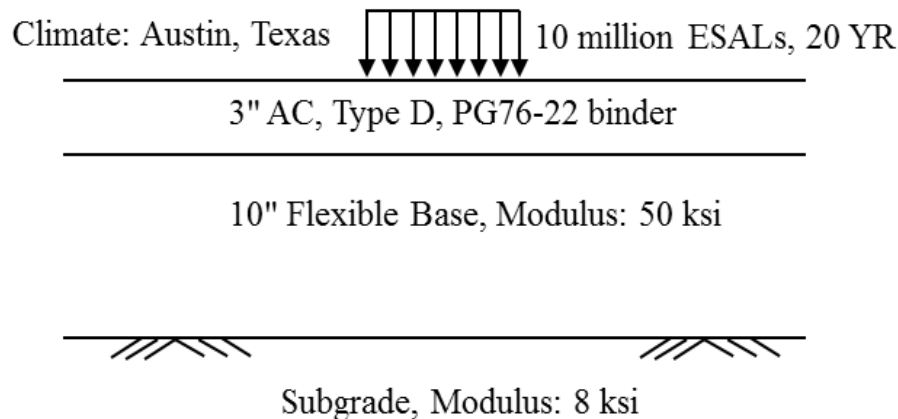 Climate: Austin, Texas
10 million ESALs, 20 YR
3" AC, Type D, PG76-22 binder
10" Flexible Base, Modulus: 50 ksi
Subgrade, Modulus: 8 ksi